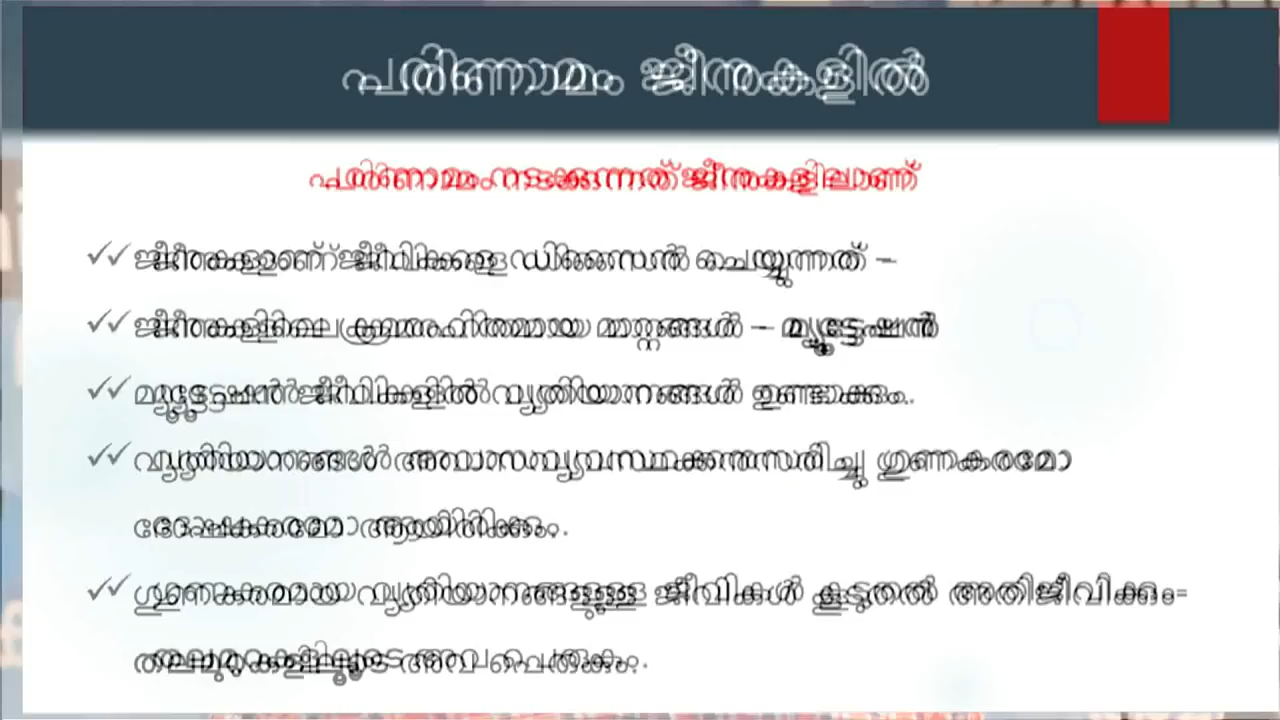 പരിണാമം ജീനുകളിൽ
പരിണാമം നടക്കുന്നത് ജീനുകളിലാണ്
✓ ജീനുകളാണ് ജീവികളെ ഡിസൈൻ ചെയ്യുന്നത് –
✓ ജീനുകളിലെ ക്രമരഹിതമായ മാറ്റങ്ങൾ – മ്യൂട്ടേഷൻ
✓ മ്യൂട്ടേഷൻ ജീവികളിൽ വ്യതിയാനങ്ങൾ ഉണ്ടാക്കും.
✓ വ്യതിയാനങ്ങൾ ആവാസവ്യവസ്ഥക്കനുസരിച്ചു ഗുണകരമോ
ദോഷകരമോ ആയിരിക്കും.
✓ ഗുണകരമായ വ്യതിയാനങ്ങളുള്ള ജീവികൾ കൂടുതൽ അതിജീവിക്കും=
തലമുറകളിലൂടെ അവ പെരുകും.